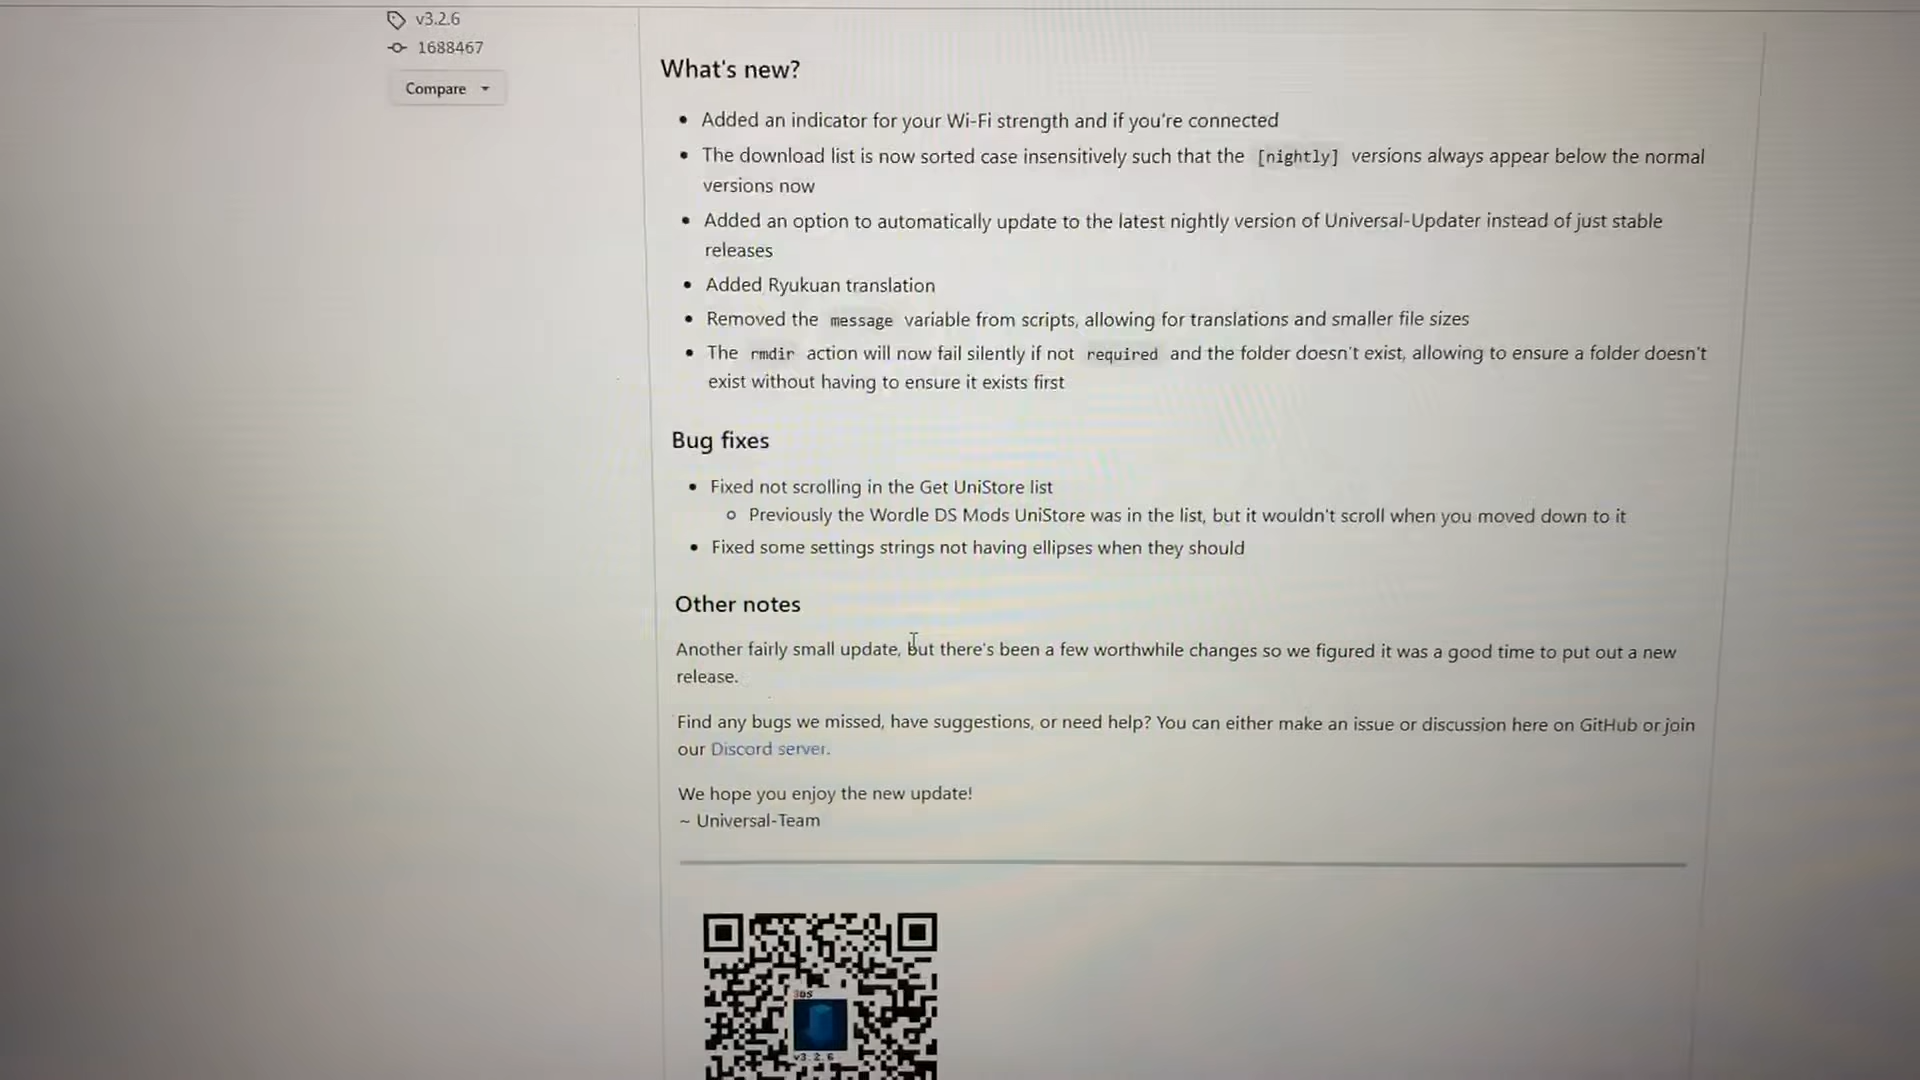 v3.2.6
1688467
Compare
What's new?
Added an indicator for your Wi-Fi strength and if you're connected
The download list is now sorted case insensitively such that the [nightly] versions always appear below the normal
versions now
Added an option to automatically update to the latest nightly version of Universal-Updater instead of just stable
releases
Added Ryukuan translation
Removed the message variable from scripts, allowing for translations and smaller file sizes
The rmdir action will now fail silently if not required and the folder doesn't exist, allowing to ensure a folder doesn't
exist without having to ensure it exists first
Bug fixes
Fixed not scrolling in the Get UniStore list
Previously the Wordle DS Mods UniStore was in the list, but it wouldn't scroll when you moved down to it
Fixed some settings strings not having ellipses when they should
Other notes
Another fairly small update, but there's been a few worthwhile changes so we figured it was a good time to put out a new
release.
Find any bugs we missed, have suggestions, or need help? You can either make an issue or discussion here on GitHub or join
our Discord server.
We hope you enjoy the new update!
~ Universal-Team
3DS
v3.2.6